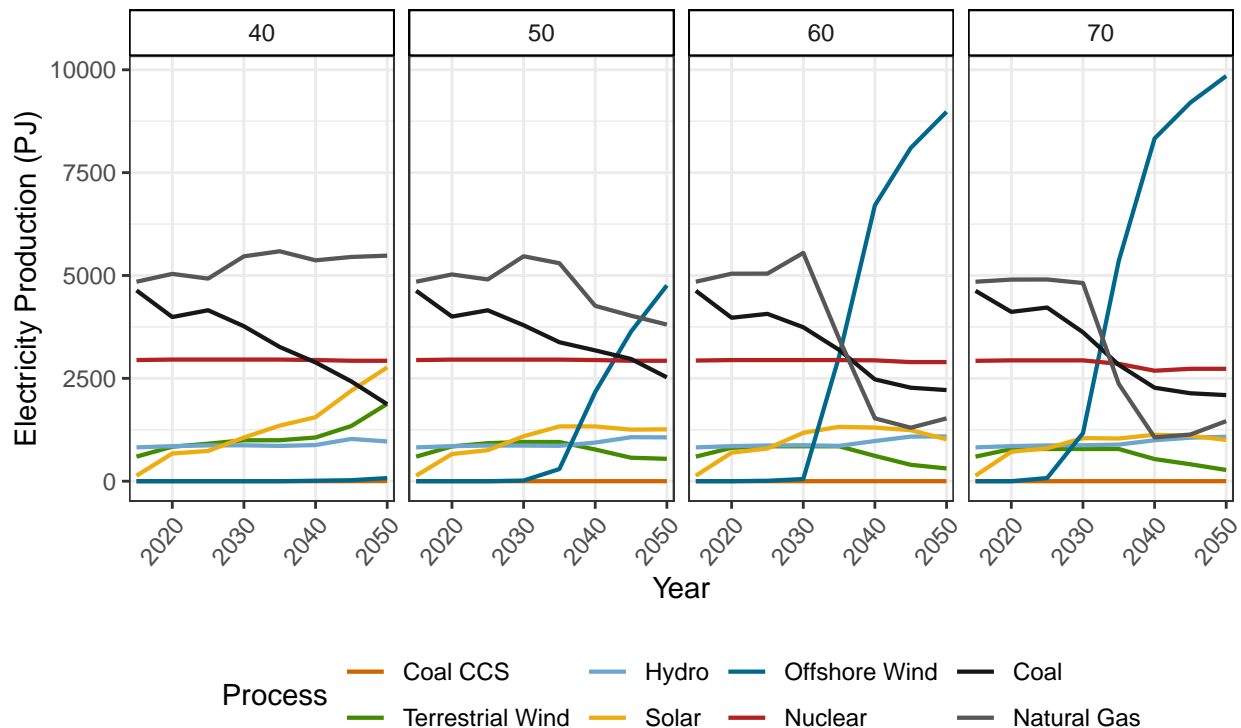 40 50 60 70
10000
7500
5000
2500
0
Electricity Production (PJ)
2020 2030 2040 2050 2020 2030 2040 2050 2020 2030 2040 2050 2020 2030 2040 2050
Year
Process
Coal CCS Hydro Offshore Wind Coal
Terrestrial Wind Solar Nuclear Natural Gas